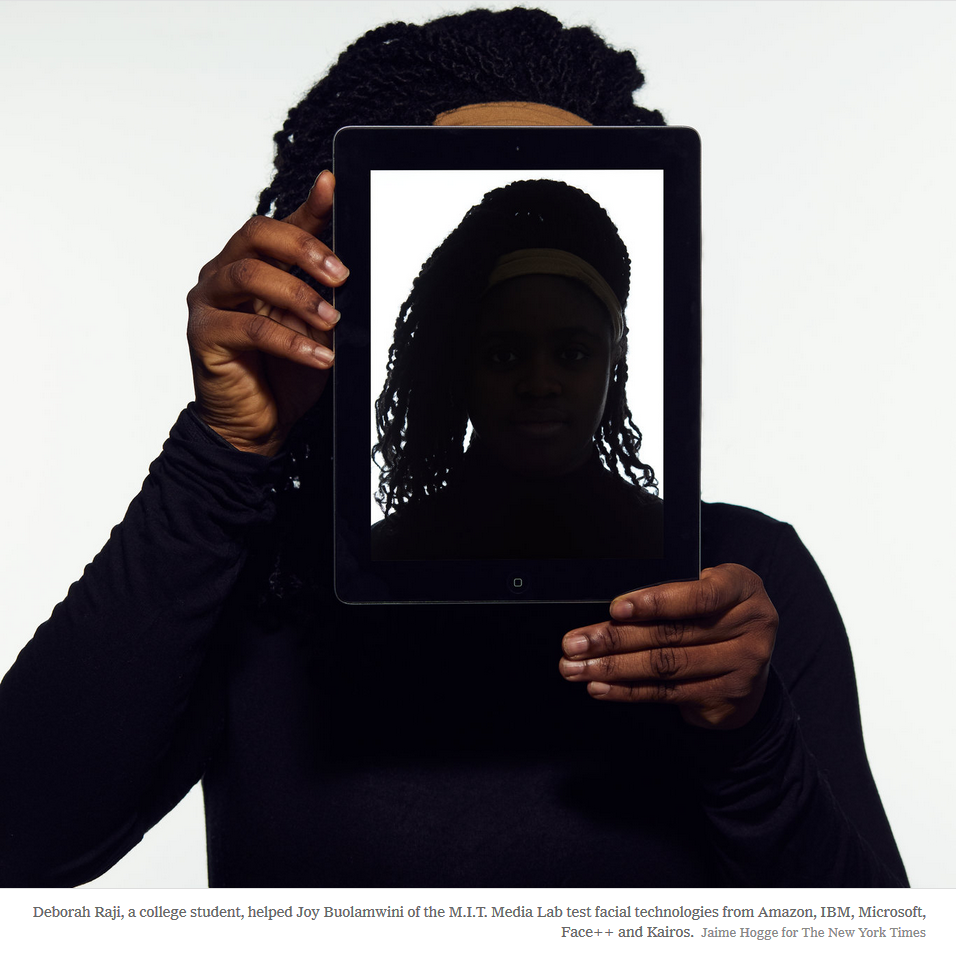 Deborah Raji, a college student, helped Joy Buolamwini of the M.I.T. Media Lab test facial technologies from Amazon, IBM, Microsoft,
Face++ and Kairos. Jaime Hogge for The New York Times